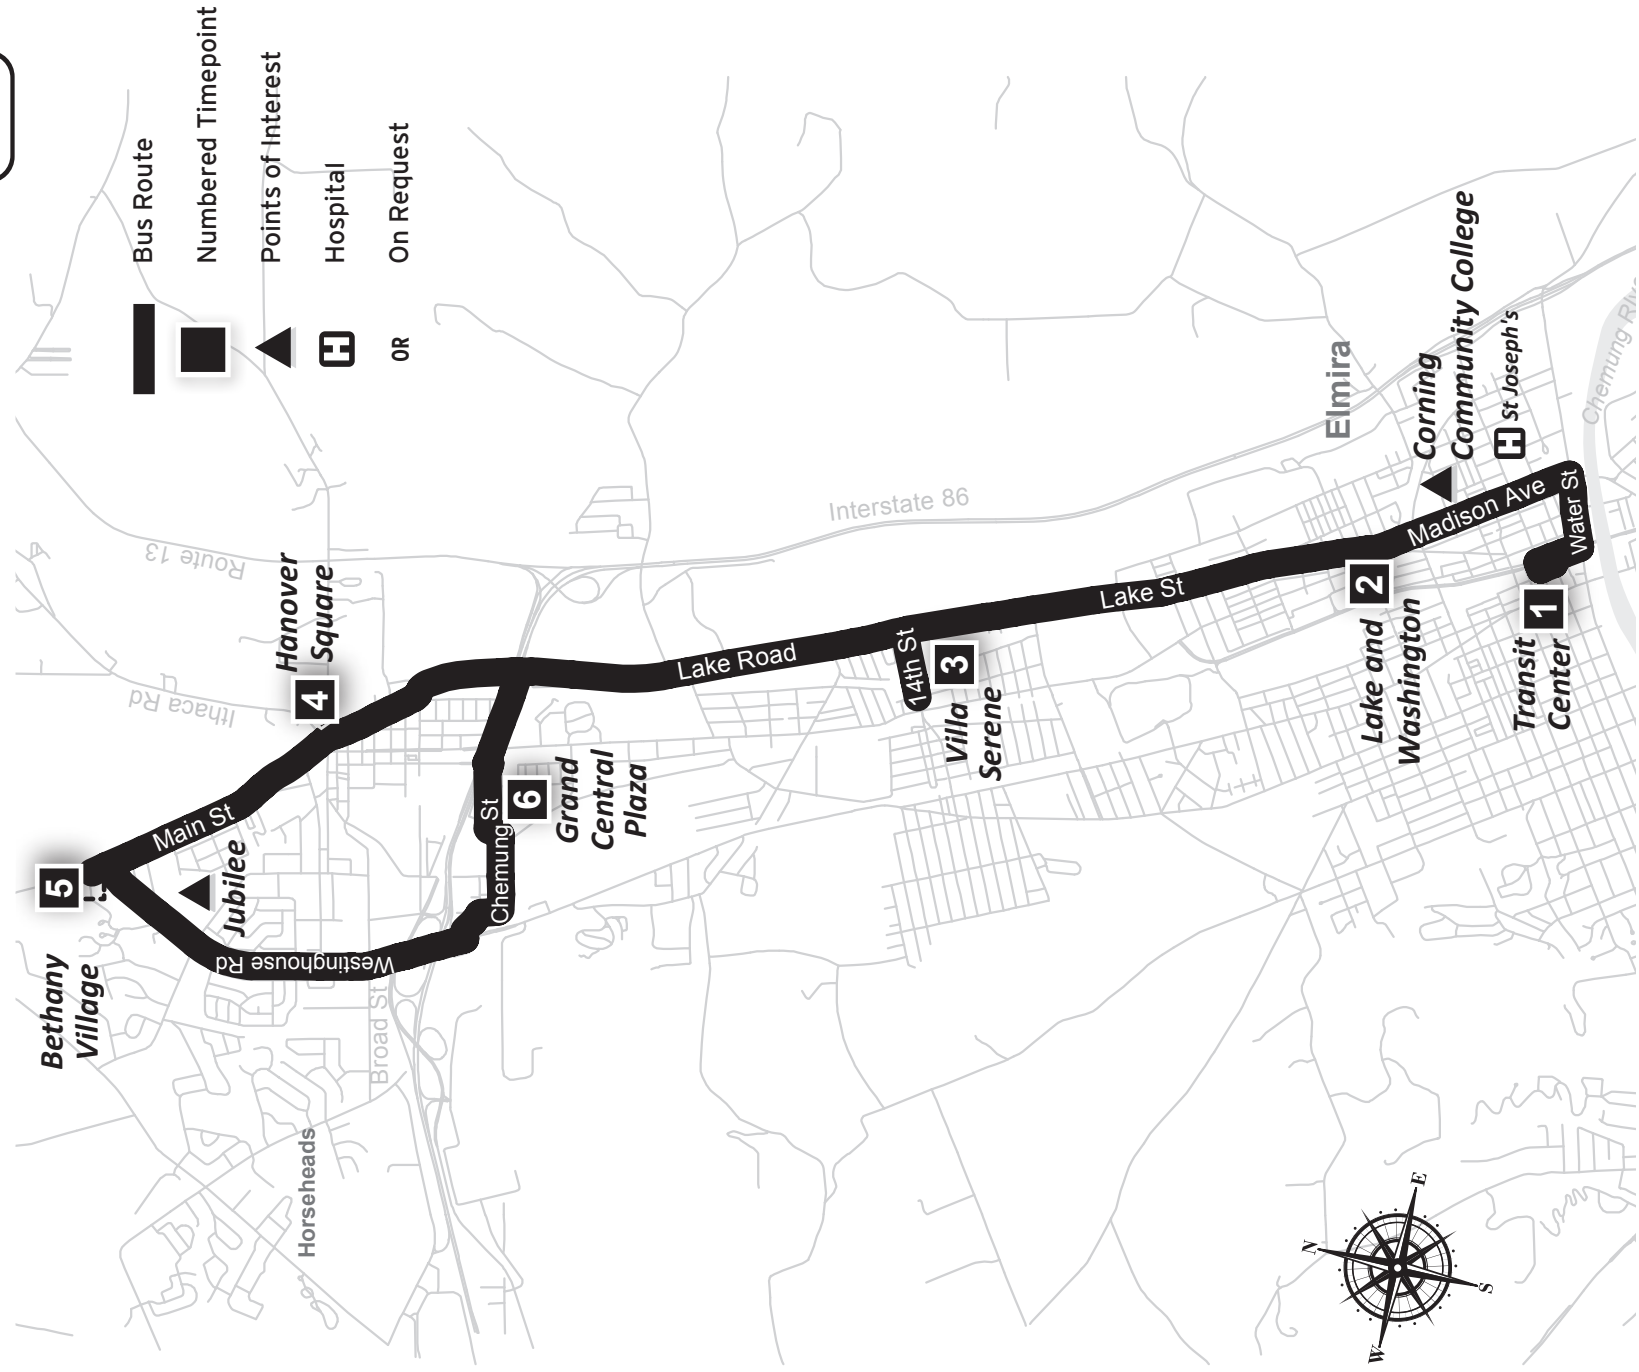 Bus Route
Numbered Timepoint
Points of Interest
H
Hospital
OR
On Request
5
Bethany
Village
Main St
Jubilee
Westinghouse Rd
Broad St
Horseheads
Ithaca Rd
Route 13
4
Hanover
Square
Chemung St
6
Grand
Central
Plaza
Lake Road
Interstate 86
14th St
3
Villa
Serene
Lake St
Elmira
2
Lake and
Washington
Madison Ave
Corning
Community College
H
St Joseph's
Water St
1
Transit
Center
Chemung
N
E
S
W